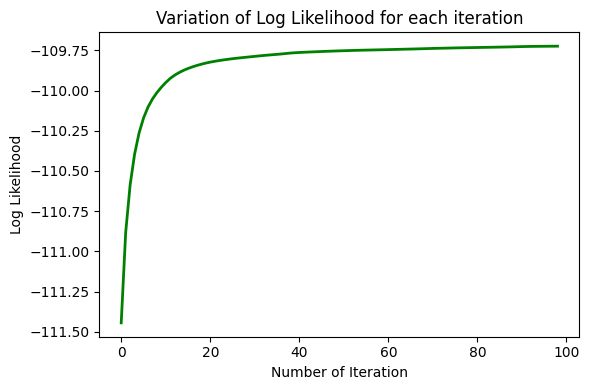 Variation of Log Likelihood for each iteration
−109.75
−110.00
−110.25
−110.50
−110.75
−111.00
−111.25
−111.50
Log Likelihood
0 20 40 60 80 100
Number of Iteration